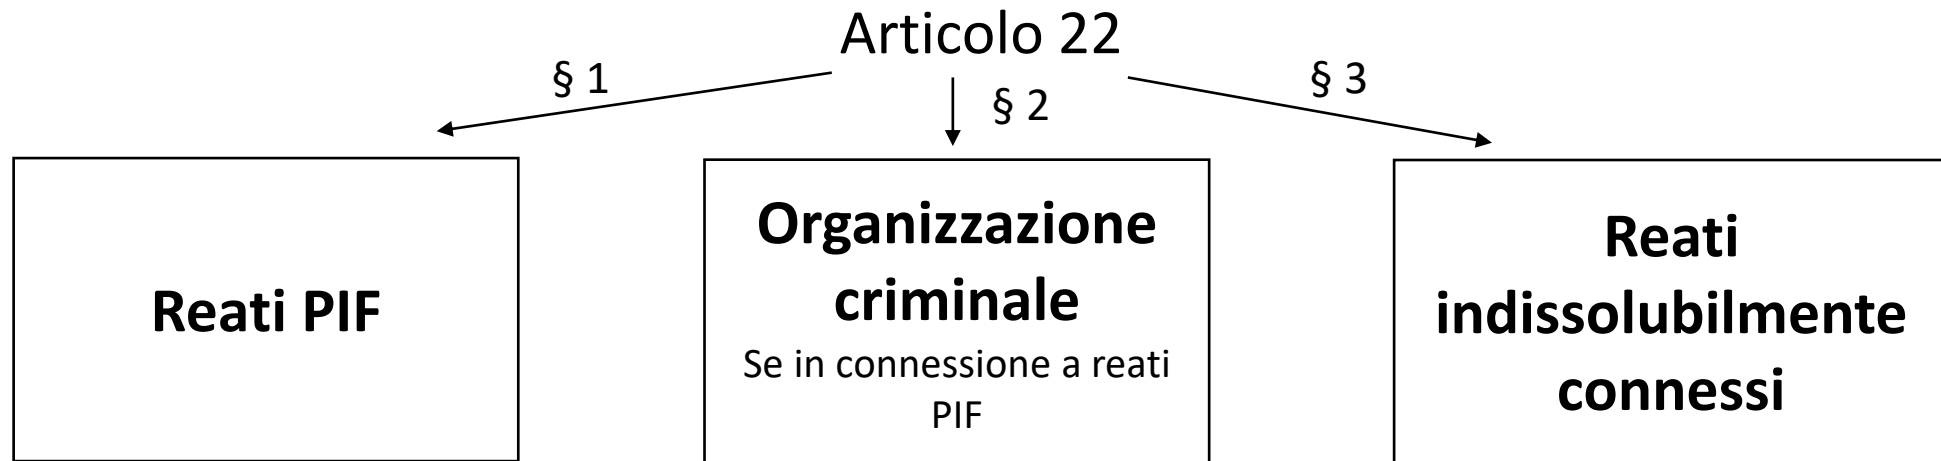 Articolo 22
§ 1
§ 2
§ 3
Reati PIF
Organizzazione
criminale
Se in connessione a reati
PIF
Reati
indissolubilmente
connessi